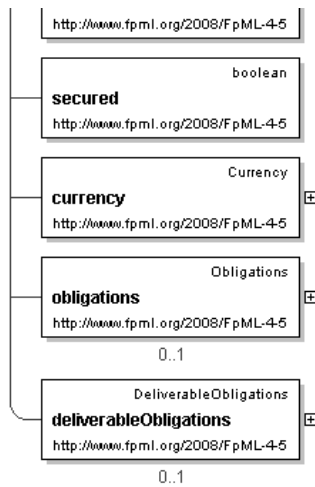 http://www.fpml.org/2008/FpML-4-5
boolean
secured
http://www.fpml.org/2008/FpML-4-5
Currency
currency
http://www.fpml.org/2008/FpML-4-5
Obligations
obligations
http://www.fpml.org/2008/FpML-4-5
0..1
DeliverableObligations
deliverableObligations
http://www.fpml.org/2008/FpML-4-5
0..1